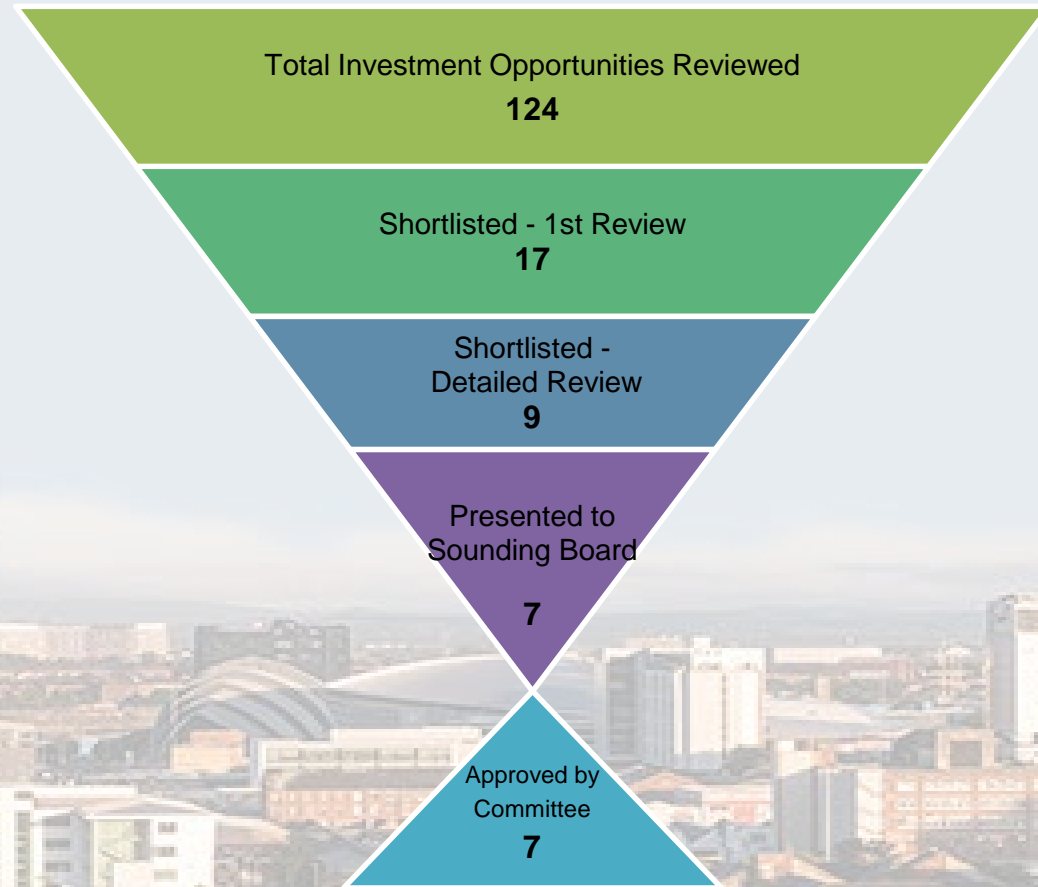 Total Investment Opportunities Reviewed
124
Shortlisted - 1st Review
17
Shortlisted -
Detailed Review
9
Presented to
Sounding Board
7
Approved by
Committee
7